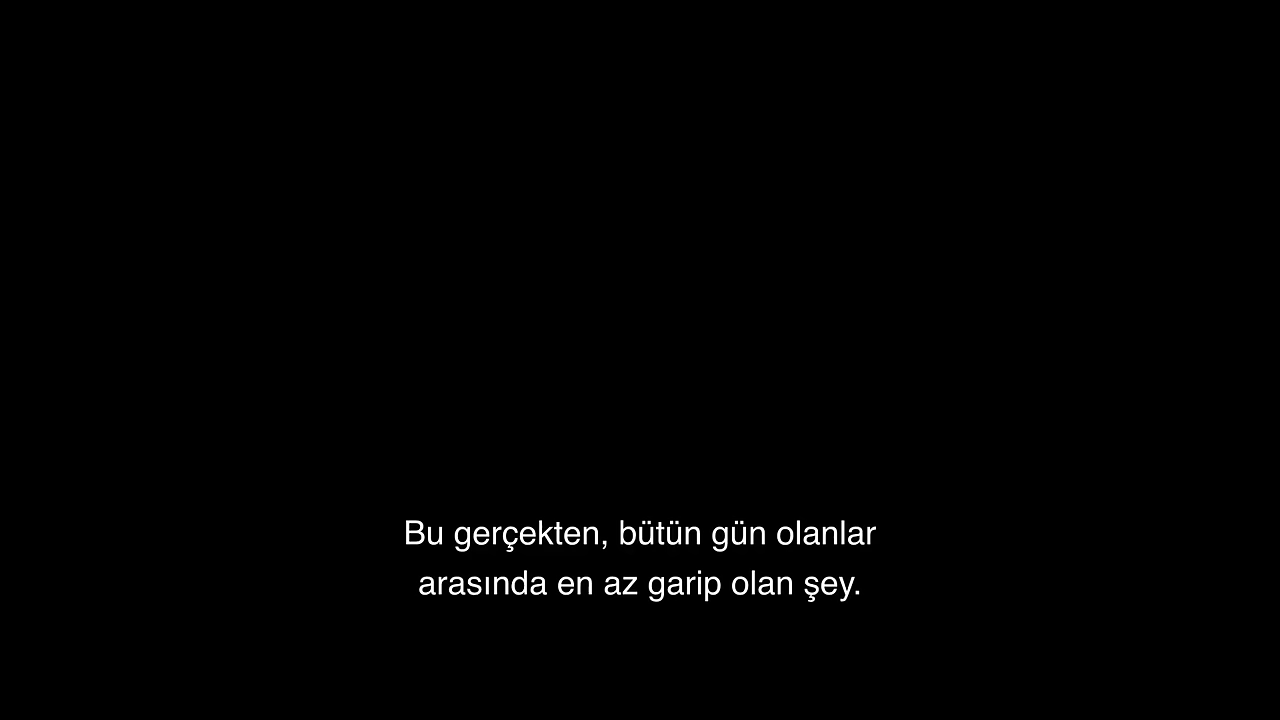 Bu gerçekten, bütün gün olanlar
arasında en az garip olan şey.